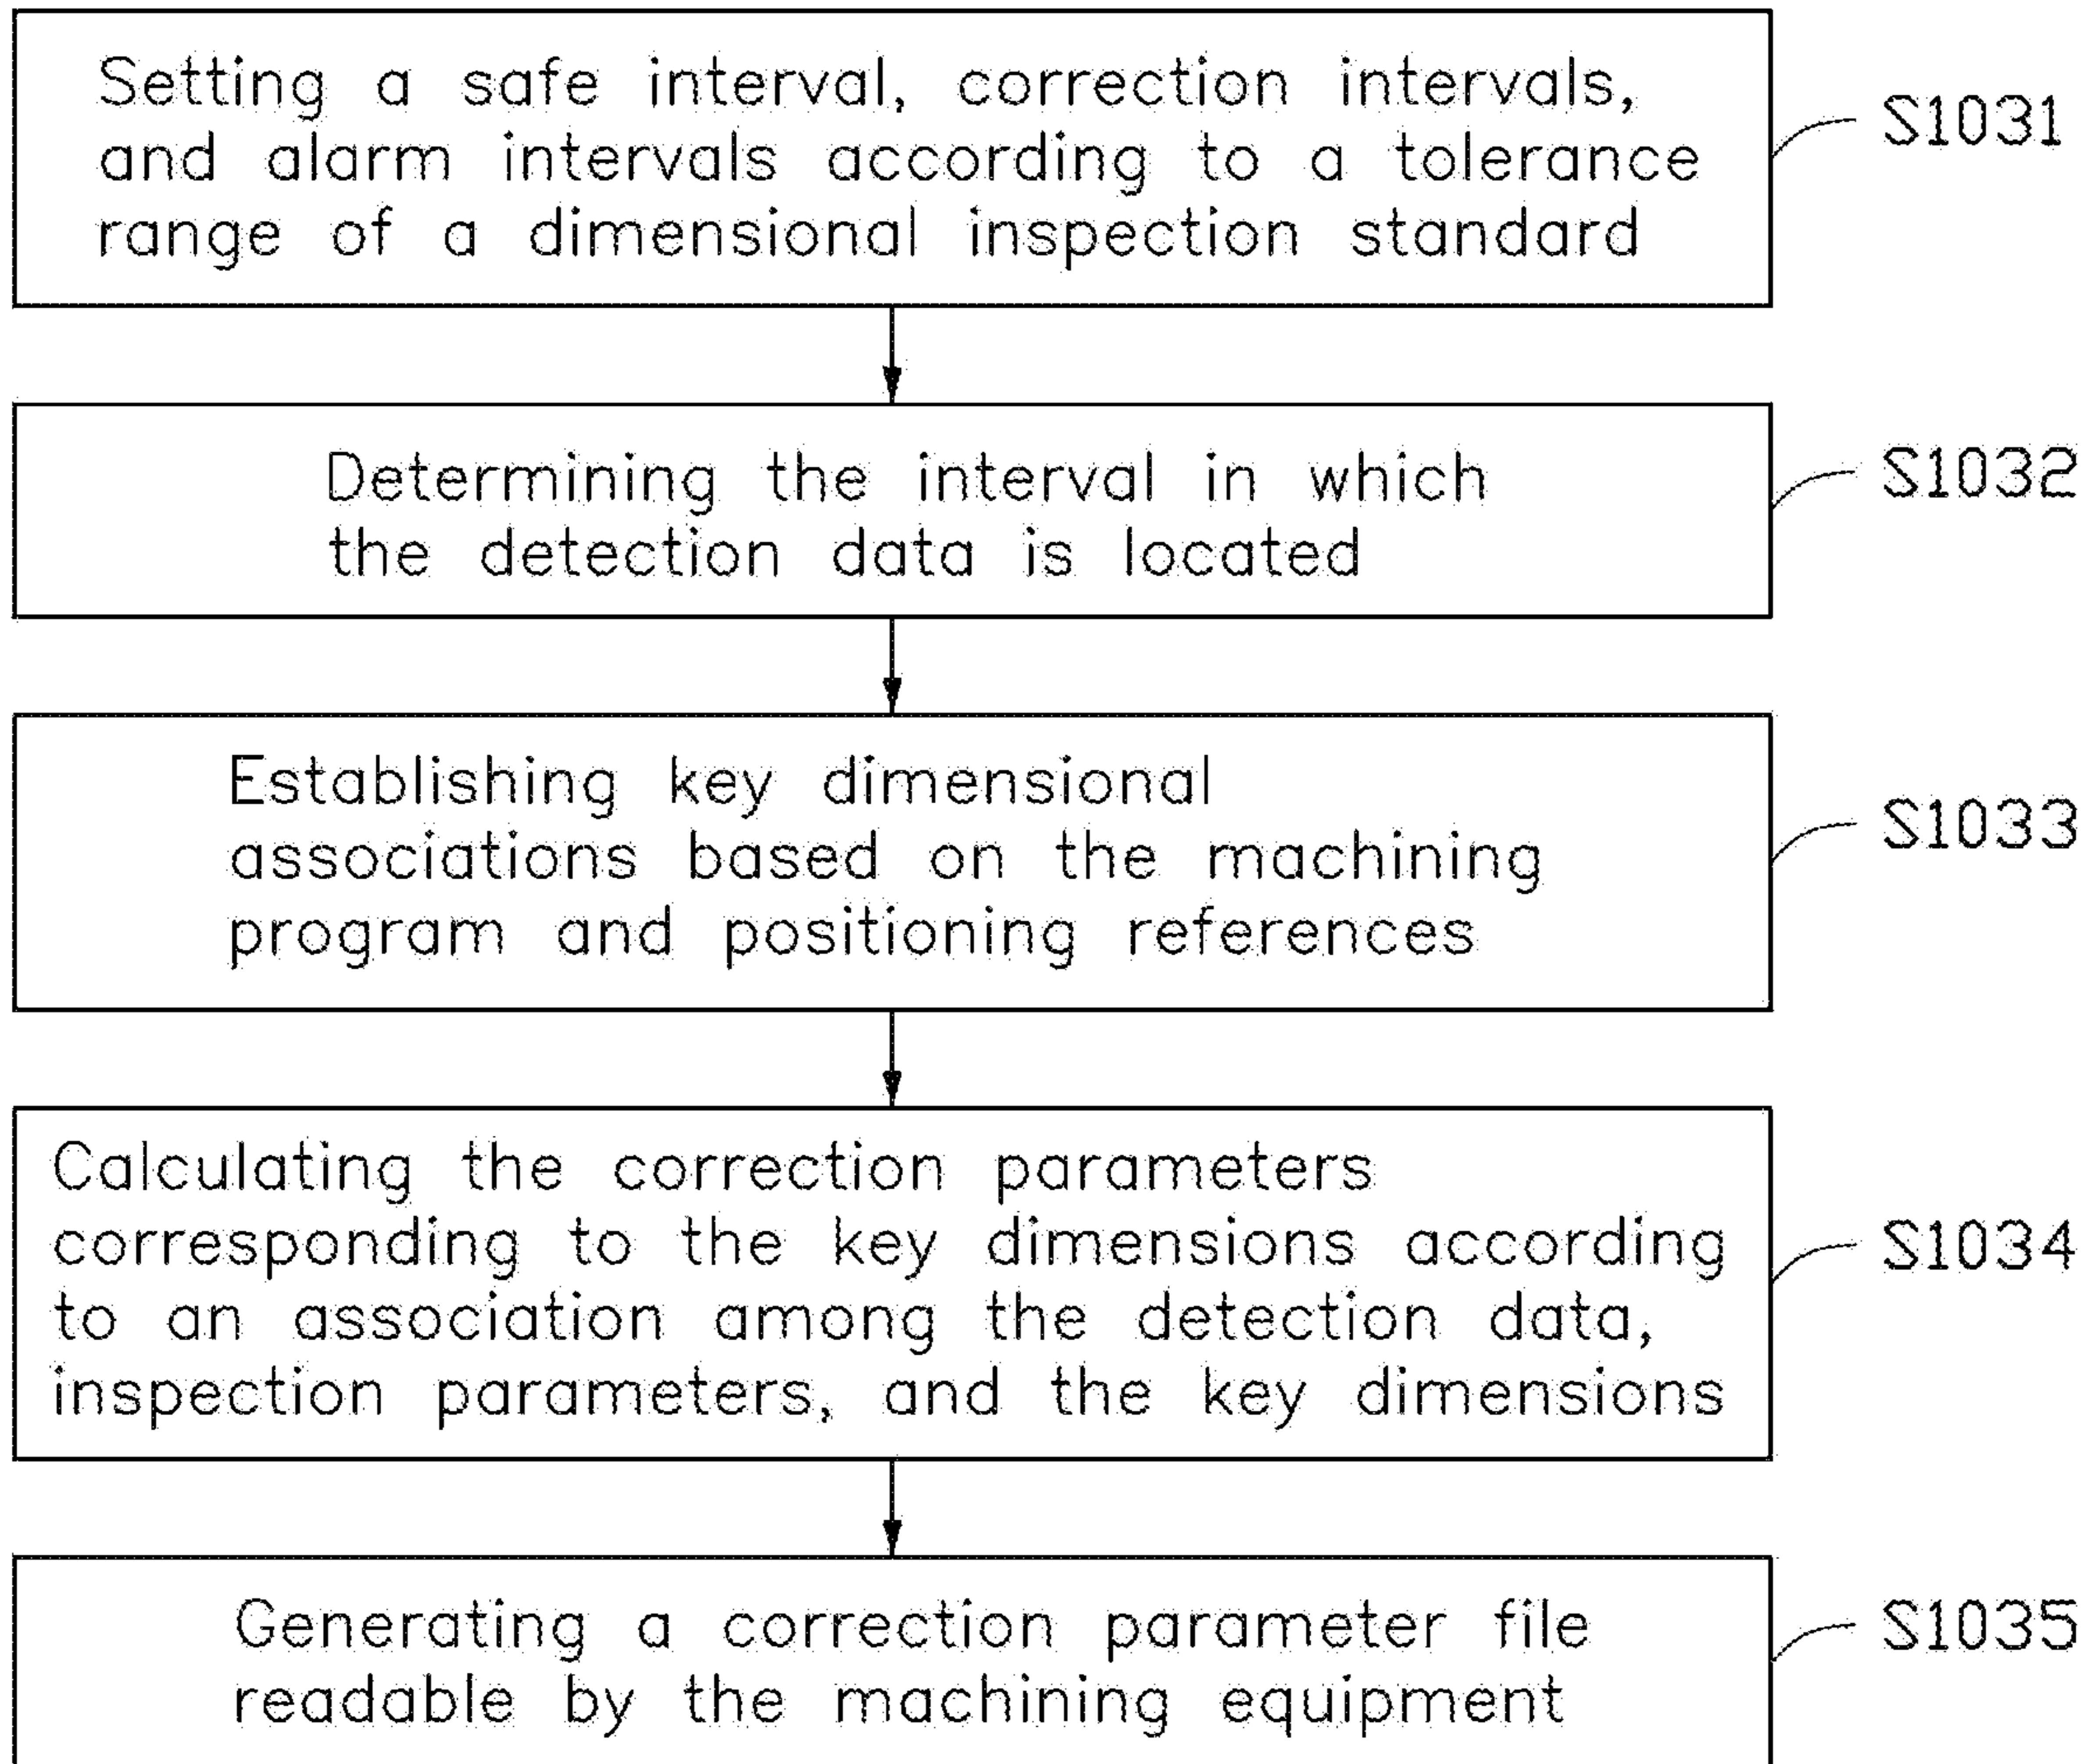 Setting a safe interval, correction intervals,
and alarm intervals according to a tolerance
range of a dimensional inspection standard
S1031
Determining the interval in which
the detection data is located
S1032
Establishing key dimensional
associations based on the machining
program and positioning references
S1033
Calculating the correction parameters
corresponding to the key dimensions according
to an association among the detection data,
inspection parameters, and the key dimensions
S1034
Generating a correction parameter file
readable by the machining equipment
S1035